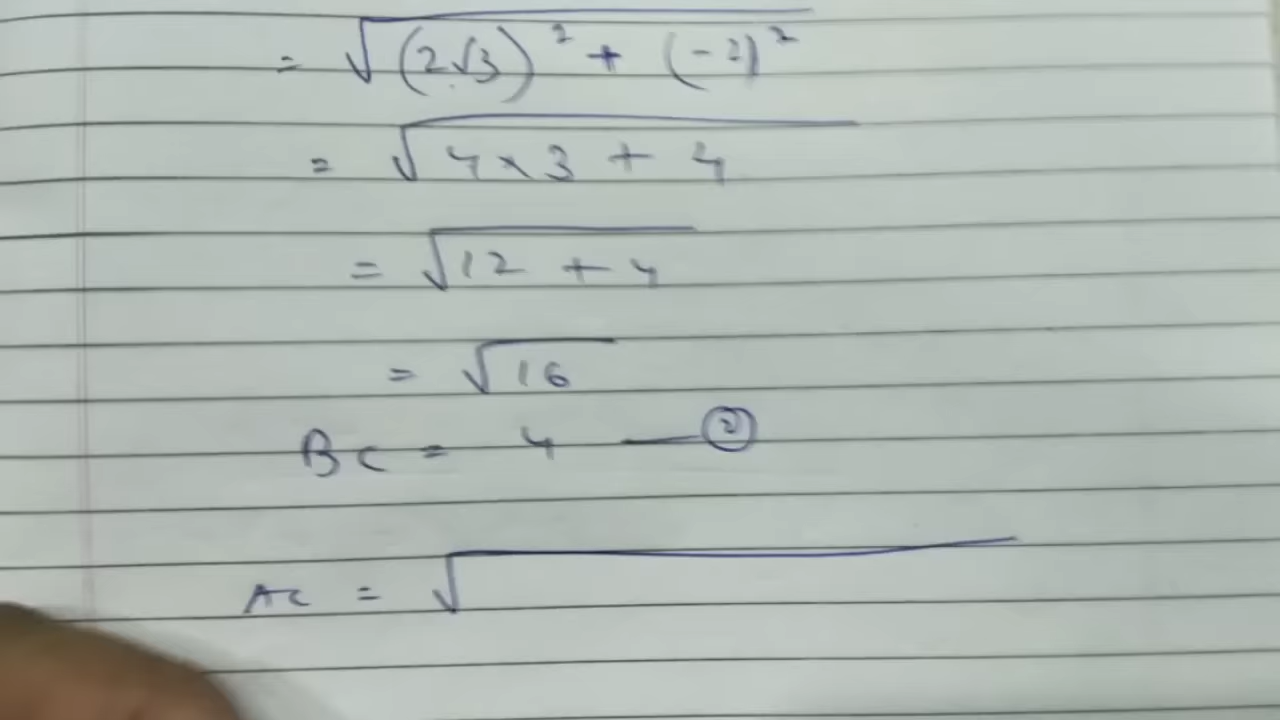 = √(2√3)² + (-2)²
= √4×3 + 4
= √12 + 4
= √16
BC = 4 — ②
AC = √